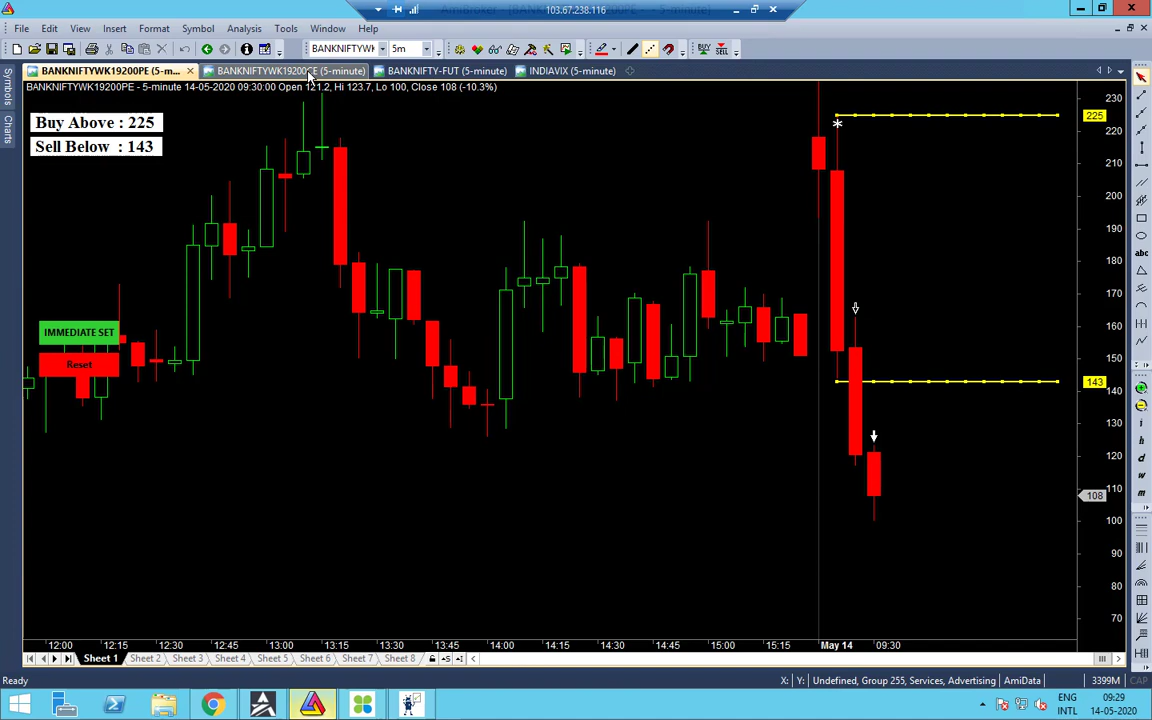 103.67.238.116
File Edit View Insert Format Symbol Analysis Tools Window Help
BANKNIFTYWK 5m BUY SELL
BANKNIFTYWK19200PE (5-m... BANKNIFTYWK19200CE (5-minute) BANKNIFTY-FUT (5-minute) INDIAVIX (5-minute)
BANKNIFTYWK19200PE - 5-minute 14-05-2020 09:30:00 Open 121.2, Hi 123.7, Lo 100, Close 108 (-10.3%)
Symbols
Charts
Buy Above : 225
Sell Below : 143
IMMEDIATE SET
Reset
230
225
220
210
200
190
180
170
160
150
143
140
130
120
110
108
100
90
80
70
abc
i
h
d
w
m
12:00 12:15 12:30 12:45 13:00 13:15 13:30 13:45 14:00 14:15 14:30 14:45 15:00 15:15 May 14 09:30
Sheet 1 Sheet 2 Sheet 3 Sheet 4 Sheet 5 Sheet 6 Sheet 7 Sheet 8
Ready X: Y: Undefined, Group 255, Services, Advertising AmiData 3399M CAP
ENG 09:29
INTL 14-05-2020